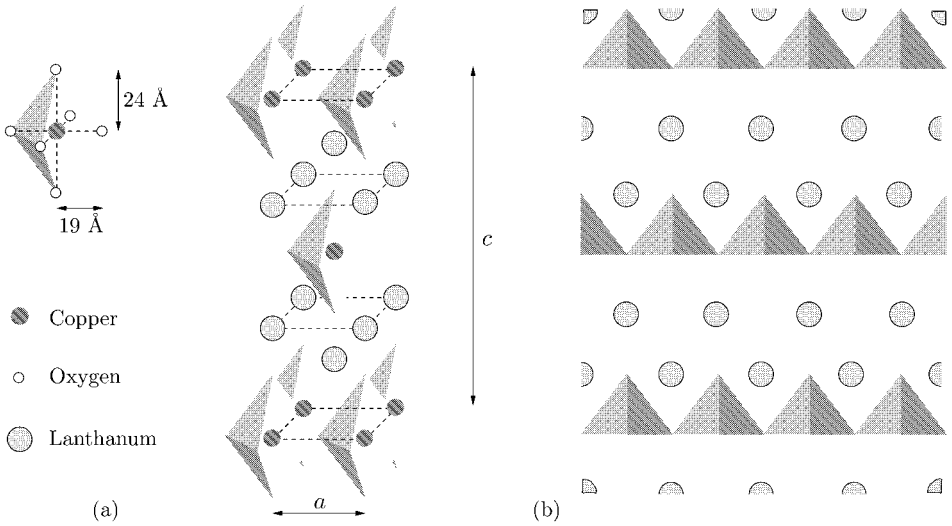 24 Å
19 Å
Copper
Oxygen
Lanthanum
c
a
(a)
(b)